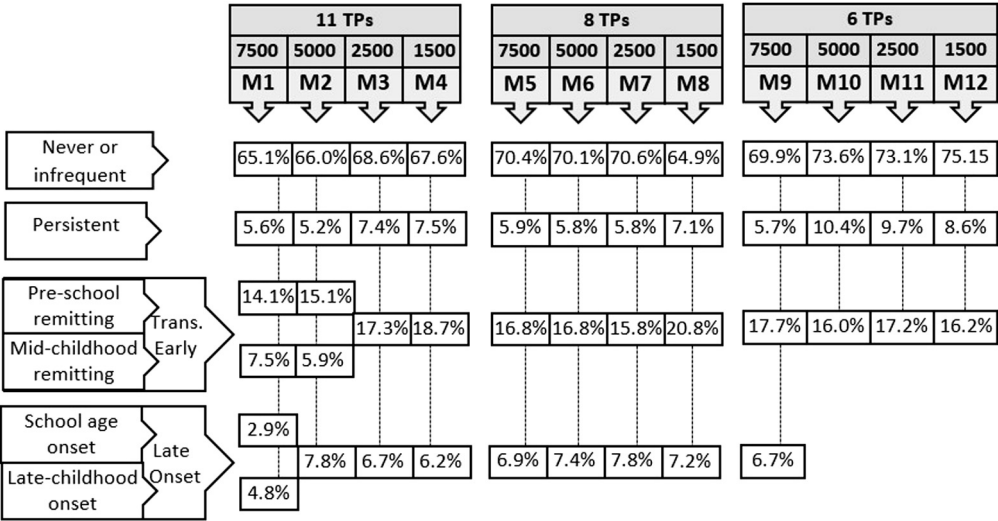 11 TPs 8 TPs 6 TPs
7500 5000 2500 1500 7500 5000 2500 1500 7500 5000 2500 1500
M1 M2 M3 M4 M5 M6 M7 M8 M9 M10 M11 M12
Never or
infrequent
65.1% 66.0% 68.6% 67.6% 70.4% 70.1% 70.6% 64.9% 69.9% 73.6% 73.1% 75.15
Persistent
5.6% 5.2% 7.4% 7.5% 5.9% 5.8% 5.8% 7.1% 5.7% 10.4% 9.7% 8.6%
Pre-school
remitting
14.1% 15.1%
Trans.
Early
17.3% 18.7% 16.8% 16.8% 15.8% 20.8% 17.7% 16.0% 17.2% 16.2%
Mid-childhood
remitting
7.5% 5.9%
School age
onset
2.9%
Late
Onset
7.8% 6.7% 6.2% 6.9% 7.4% 7.8% 7.2% 6.7%
Late-childhood
onset
4.8%